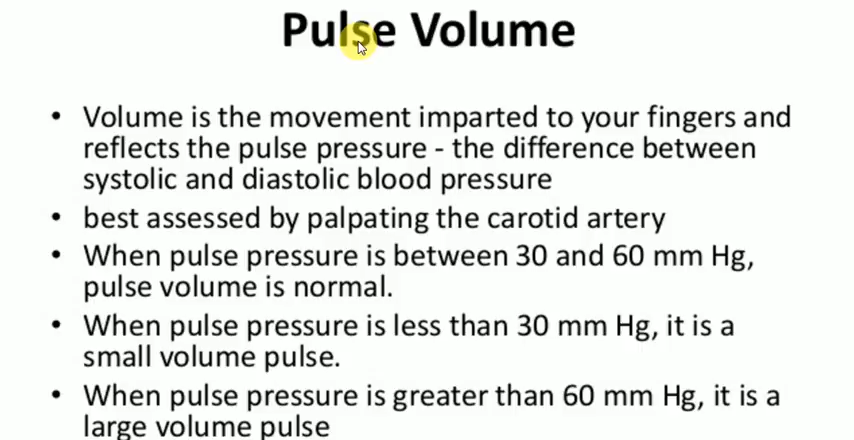 Pulse Volume
• Volume is the movement imparted to your fingers and
reflects the pulse pressure - the difference between
systolic and diastolic blood pressure
• best assessed by palpating the carotid artery
• When pulse pressure is between 30 and 60 mm Hg,
pulse volume is normal.
• When pulse pressure is less than 30 mm Hg, it is a
small volume pulse.
• When pulse pressure is greater than 60 mm Hg, it is a
large volume pulse